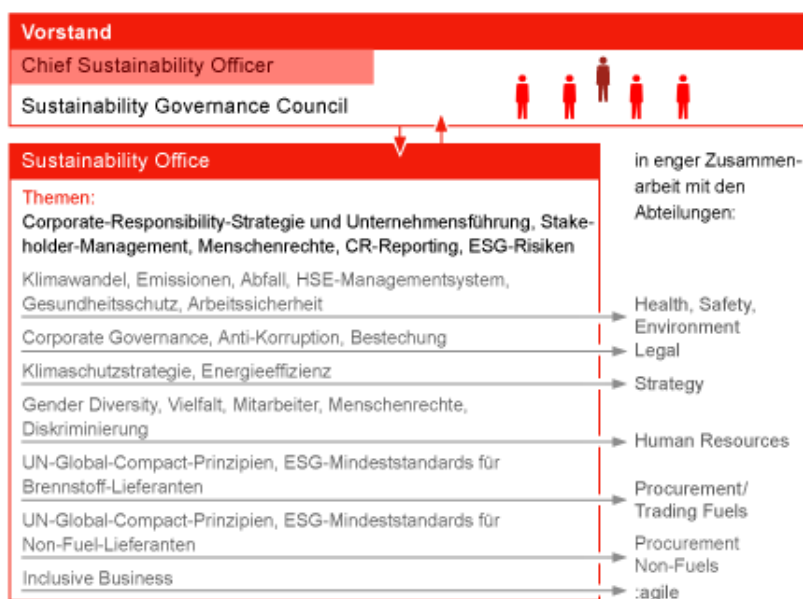 Vorstand
Chief Sustainability Officer
Sustainability Governance Council
Sustainability Office
in enger Zusammen-
arbeit mit den
Abteilungen:
Themen:
Corporate-Responsibility-Strategie und Unternehmensführung, Stake-
holder-Management, Menschenrechte, CR-Reporting, ESG-Risiken
Klimawandel, Emissionen, Abfall, HSE-Managementsystem,
Gesundheitsschutz, Arbeitssicherheit
Health, Safety,
Environment
Corporate Governance, Anti-Korruption, Bestechung
Legal
Klimaschutzstrategie, Energieeffizienz
Strategy
Gender Diversity, Vielfalt, Mitarbeiter, Menschenrechte,
Diskriminierung
Human Resources
UN-Global-Compact-Prinzipien, ESG-Mindeststandards für
Brennstoff-Lieferanten
Procurement/
Trading Fuels
UN-Global-Compact-Prinzipien, ESG-Mindeststandards für
Non-Fuel-Lieferanten
Procurement
Non-Fuels
Inclusive Business
:agile